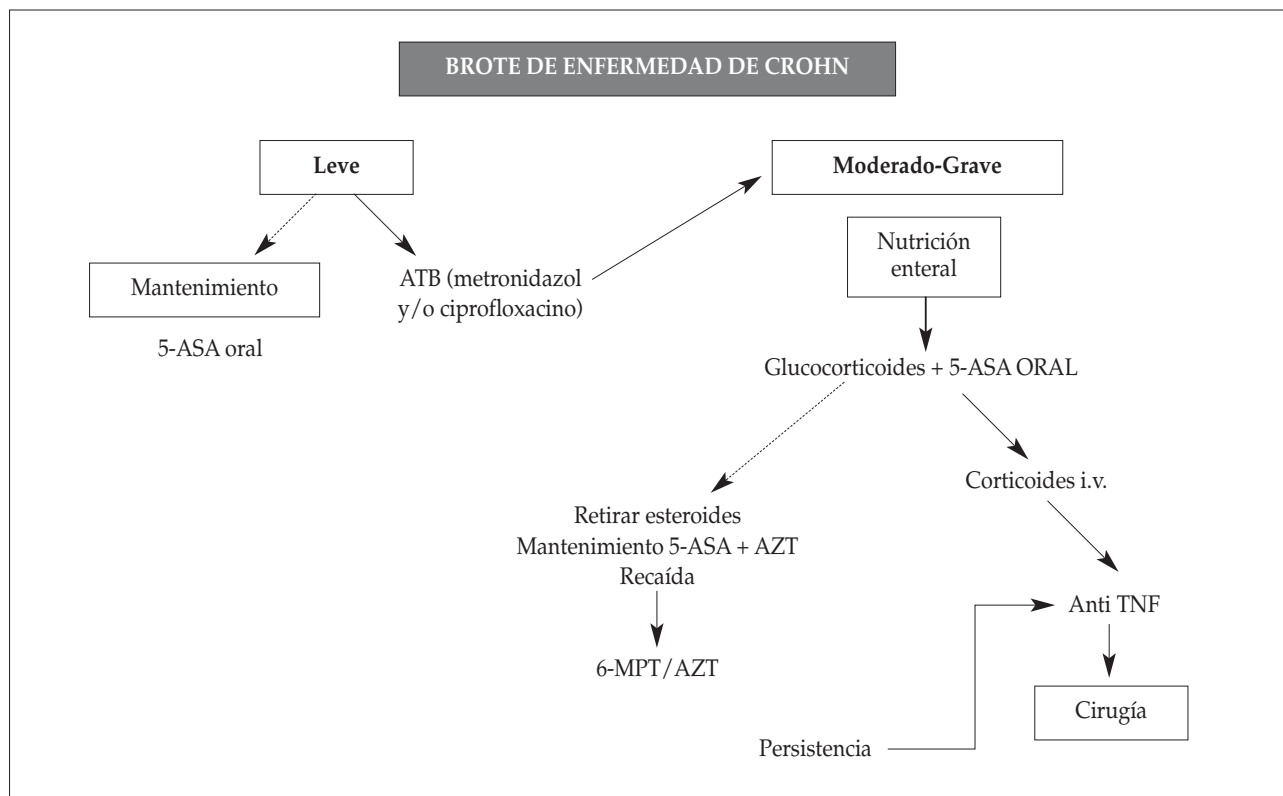 BROTE DE ENFERMEDAD DE CROHN
Leve
Moderado-Grave
Mantenimiento
5-ASA oral
ATB (metronidazol
y/o ciprofloxacino)
Nutrición
enteral
Glucocorticoides + 5-ASA ORAL
Corticoides i.v.
Retirar esteroides
Mantenimiento 5-ASA + AZT
Recaída
6-MPT/AZT
Anti TNF
Cirugía
Persistencia